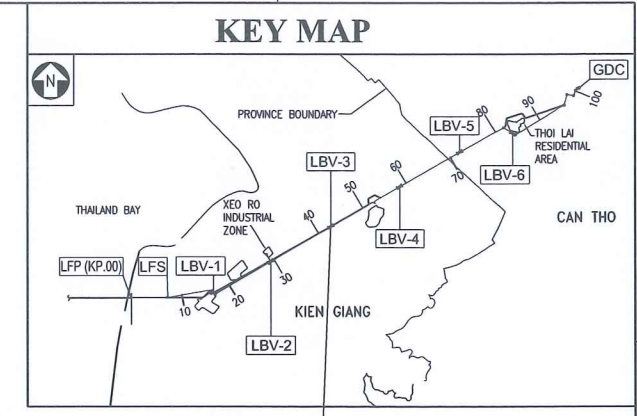 KEY MAP
N
GDC
PROVINCE BOUNDARY
80
90
100
LBV-5
THOI LAI
RESIDENTIAL
AREA
LBV-3
60
70
LBV-6
50
XEO RO
INDUSTRIAL
ZONE
40
THAILAND BAY
CAN THO
LBV-4
LFP (KP.00)
LFS
LBV-1
30
10
20
KIEN GIANG
LBV-2